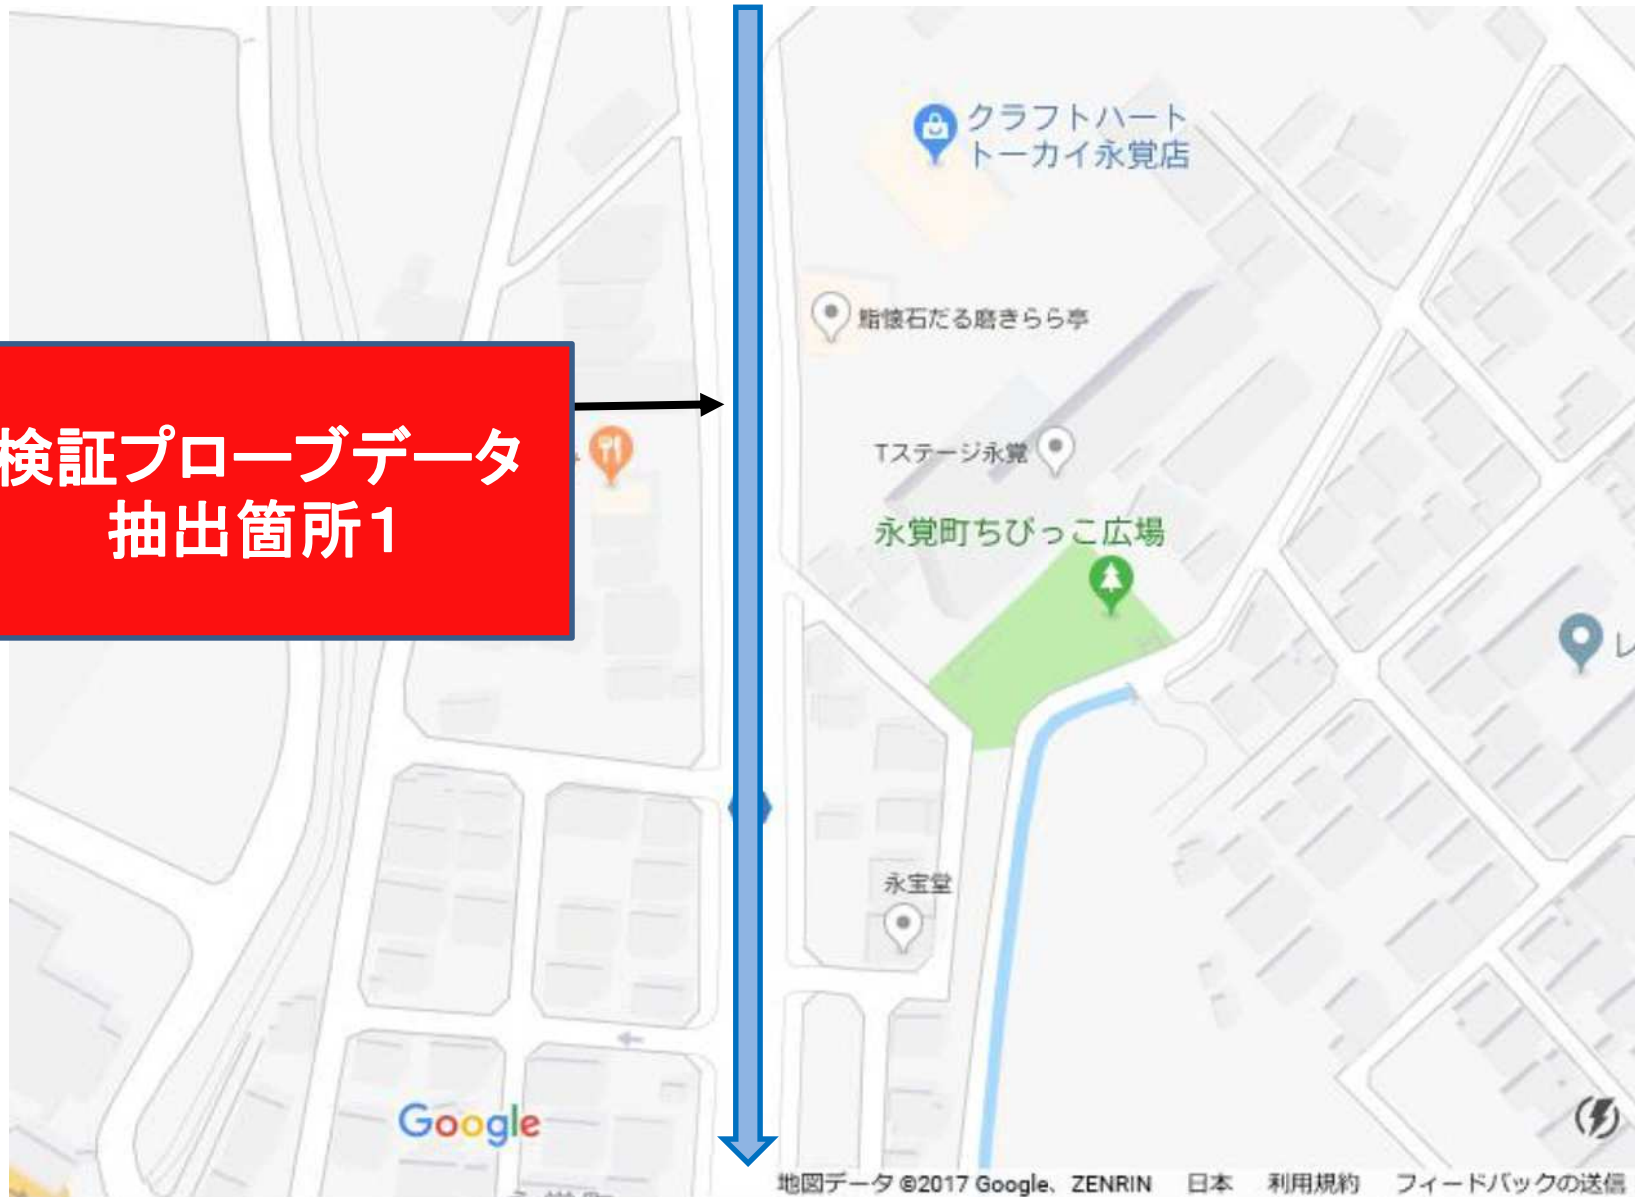 クラフトハート
トーカイ永覚店
鮨懐石だる磨きらら亭
検証プローブデータ
抽出箇所1
Tステージ永覚
永覚町ちびっこ広場
レ
永宝堂
Google
地図データ ©2017 Google、ZENRIN 日本 利用規約 フィードバックの送信